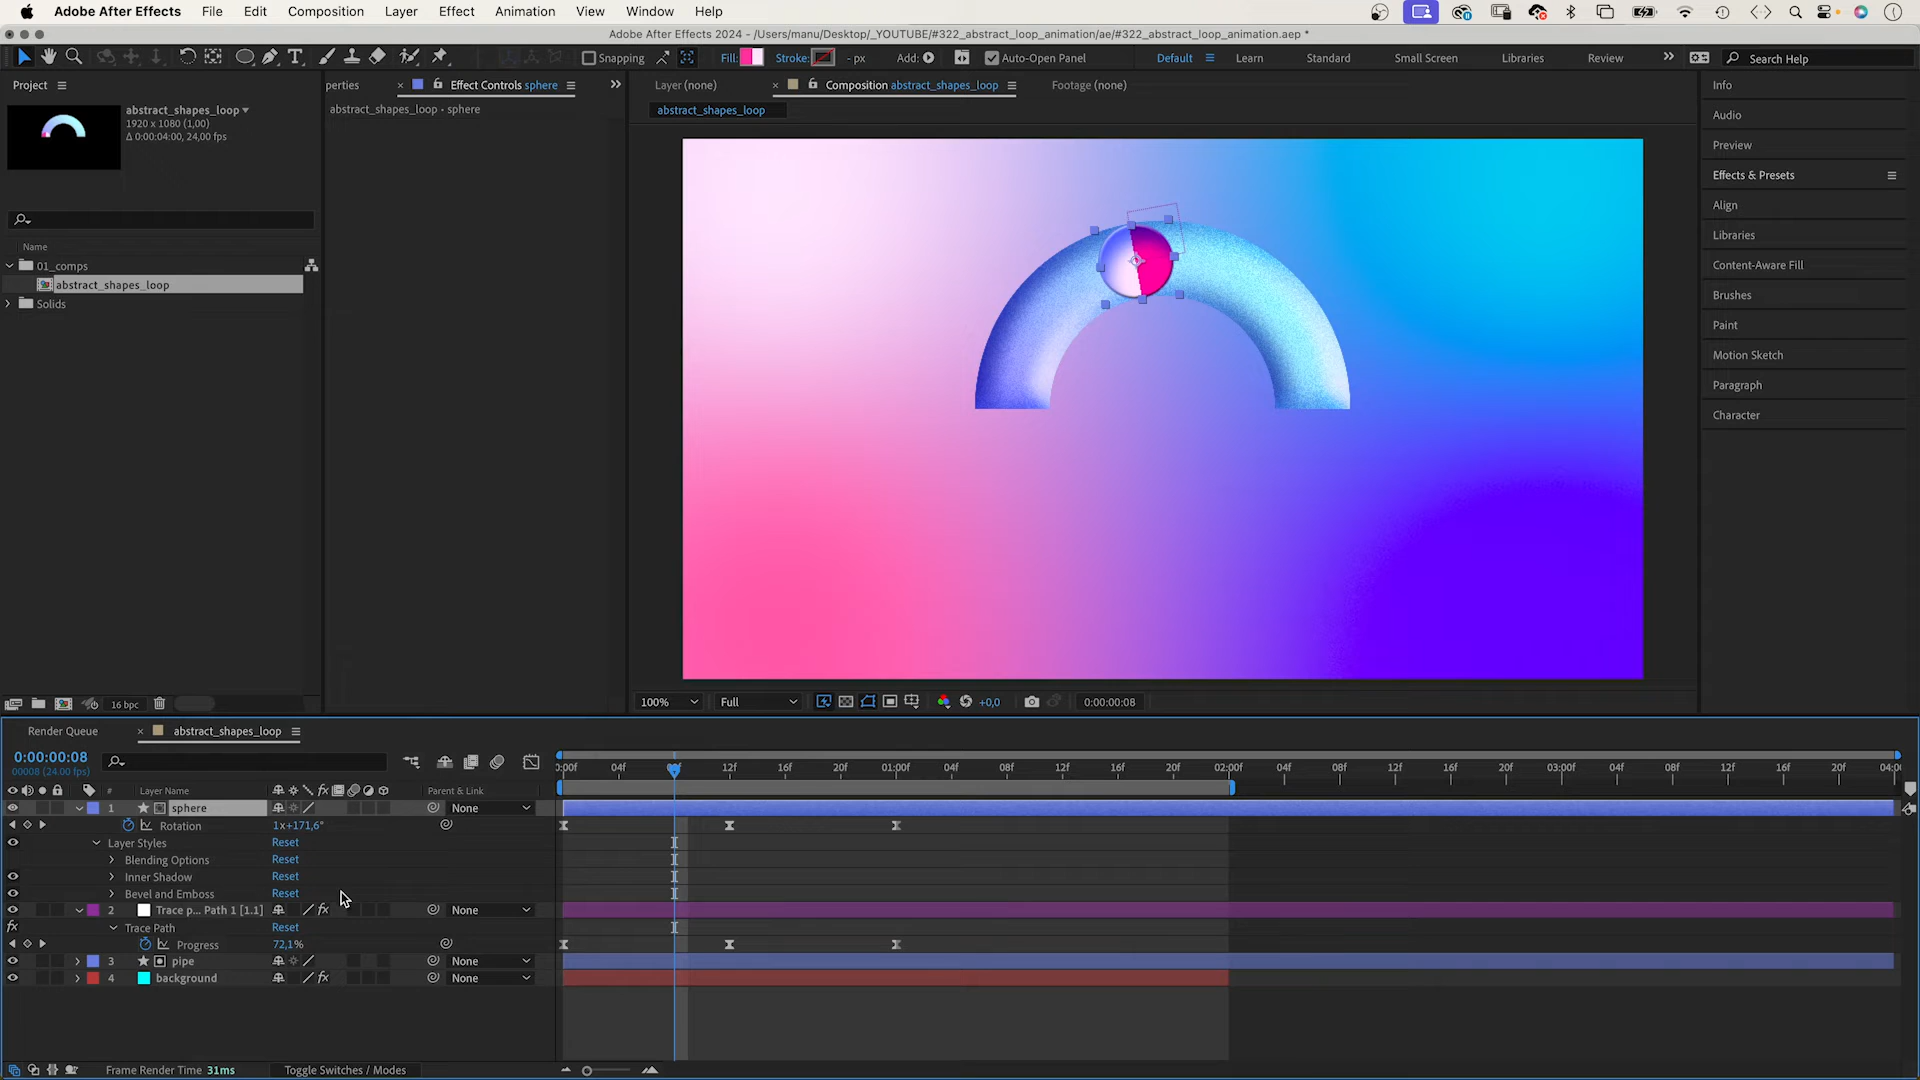 Adobe After Effects File Edit Composition Layer Effect Animation View Window Help
Adobe After Effects 2024 - /Users/manu/Desktop/_YOUTUBE/#322_abstract_loop_animation/ae/#322_abstract_loop_animation.aep *
Snapping Fill: Stroke: - px Add: Auto-Open Panel Default Learn Standard Small Screen Libraries Review Search Help
Project perties Effect Controls sphere Layer (none) Composition abstract_shapes_loop Footage (none) Info
abstract_shapes_loop
1920 x 1080 (1,00)
Δ 0:00:04:00, 24,00 fps
abstract_shapes_loop • sphere
abstract_shapes_loop
Audio
Preview
Effects & Presets
Align
Libraries
Content-Aware Fill
Brushes
Paint
Motion Sketch
Paragraph
Character
Name
01_comps
abstract_shapes_loop
Solids
16 bpc
100% Full +0,0 0:00:00:08
Render Queue abstract_shapes_loop
0:00:00:08
00008 (24.00 fps)
0:00f 04f 12f 16f 20f 01:00f 04f 08f 12f 16f 20f 02:00f 04f 08f 12f 16f 20f 03:00f 04f 08f 12f 16f 20f 04:0
# Layer Name Parent & Link
1 sphere None
Rotation 1x+171,6°
Layer Styles Reset
Blending Options Reset
Inner Shadow Reset
Bevel and Emboss Reset
2 Trace p... Path 1 [1.1] None
Trace Path Reset
Progress 72,1%
3 pipe None
4 background None
Frame Render Time 31ms Toggle Switches / Modes